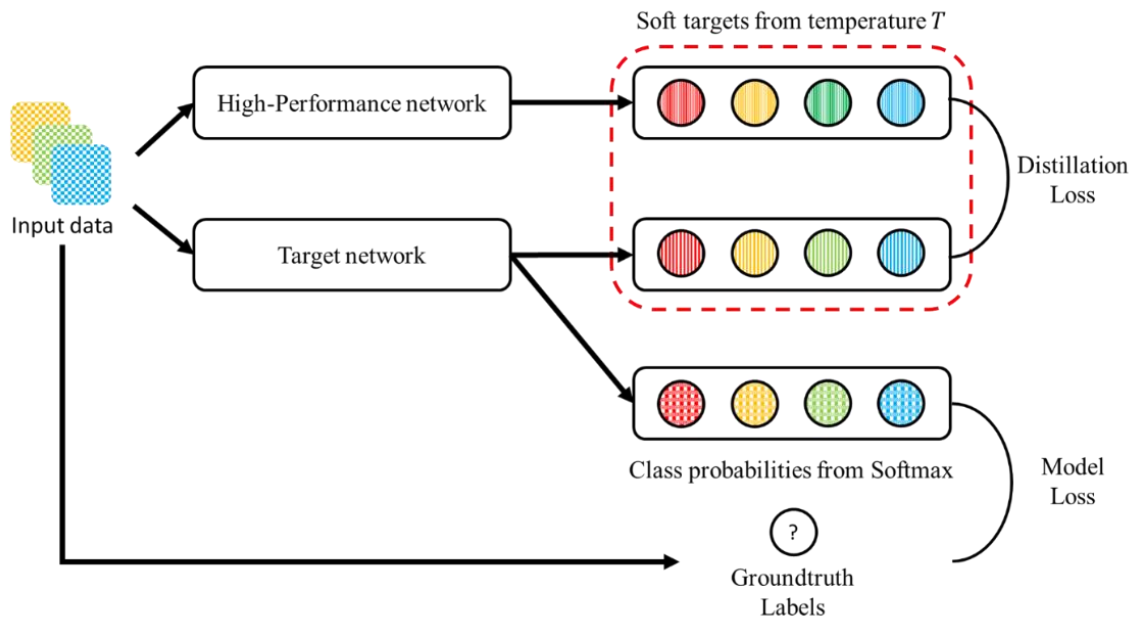 Soft targets from temperature T
High-Performance network
Input data
Distillation
Loss
Target network
Class probabilities from Softmax
Model
Loss
?
Groundtruth
Labels